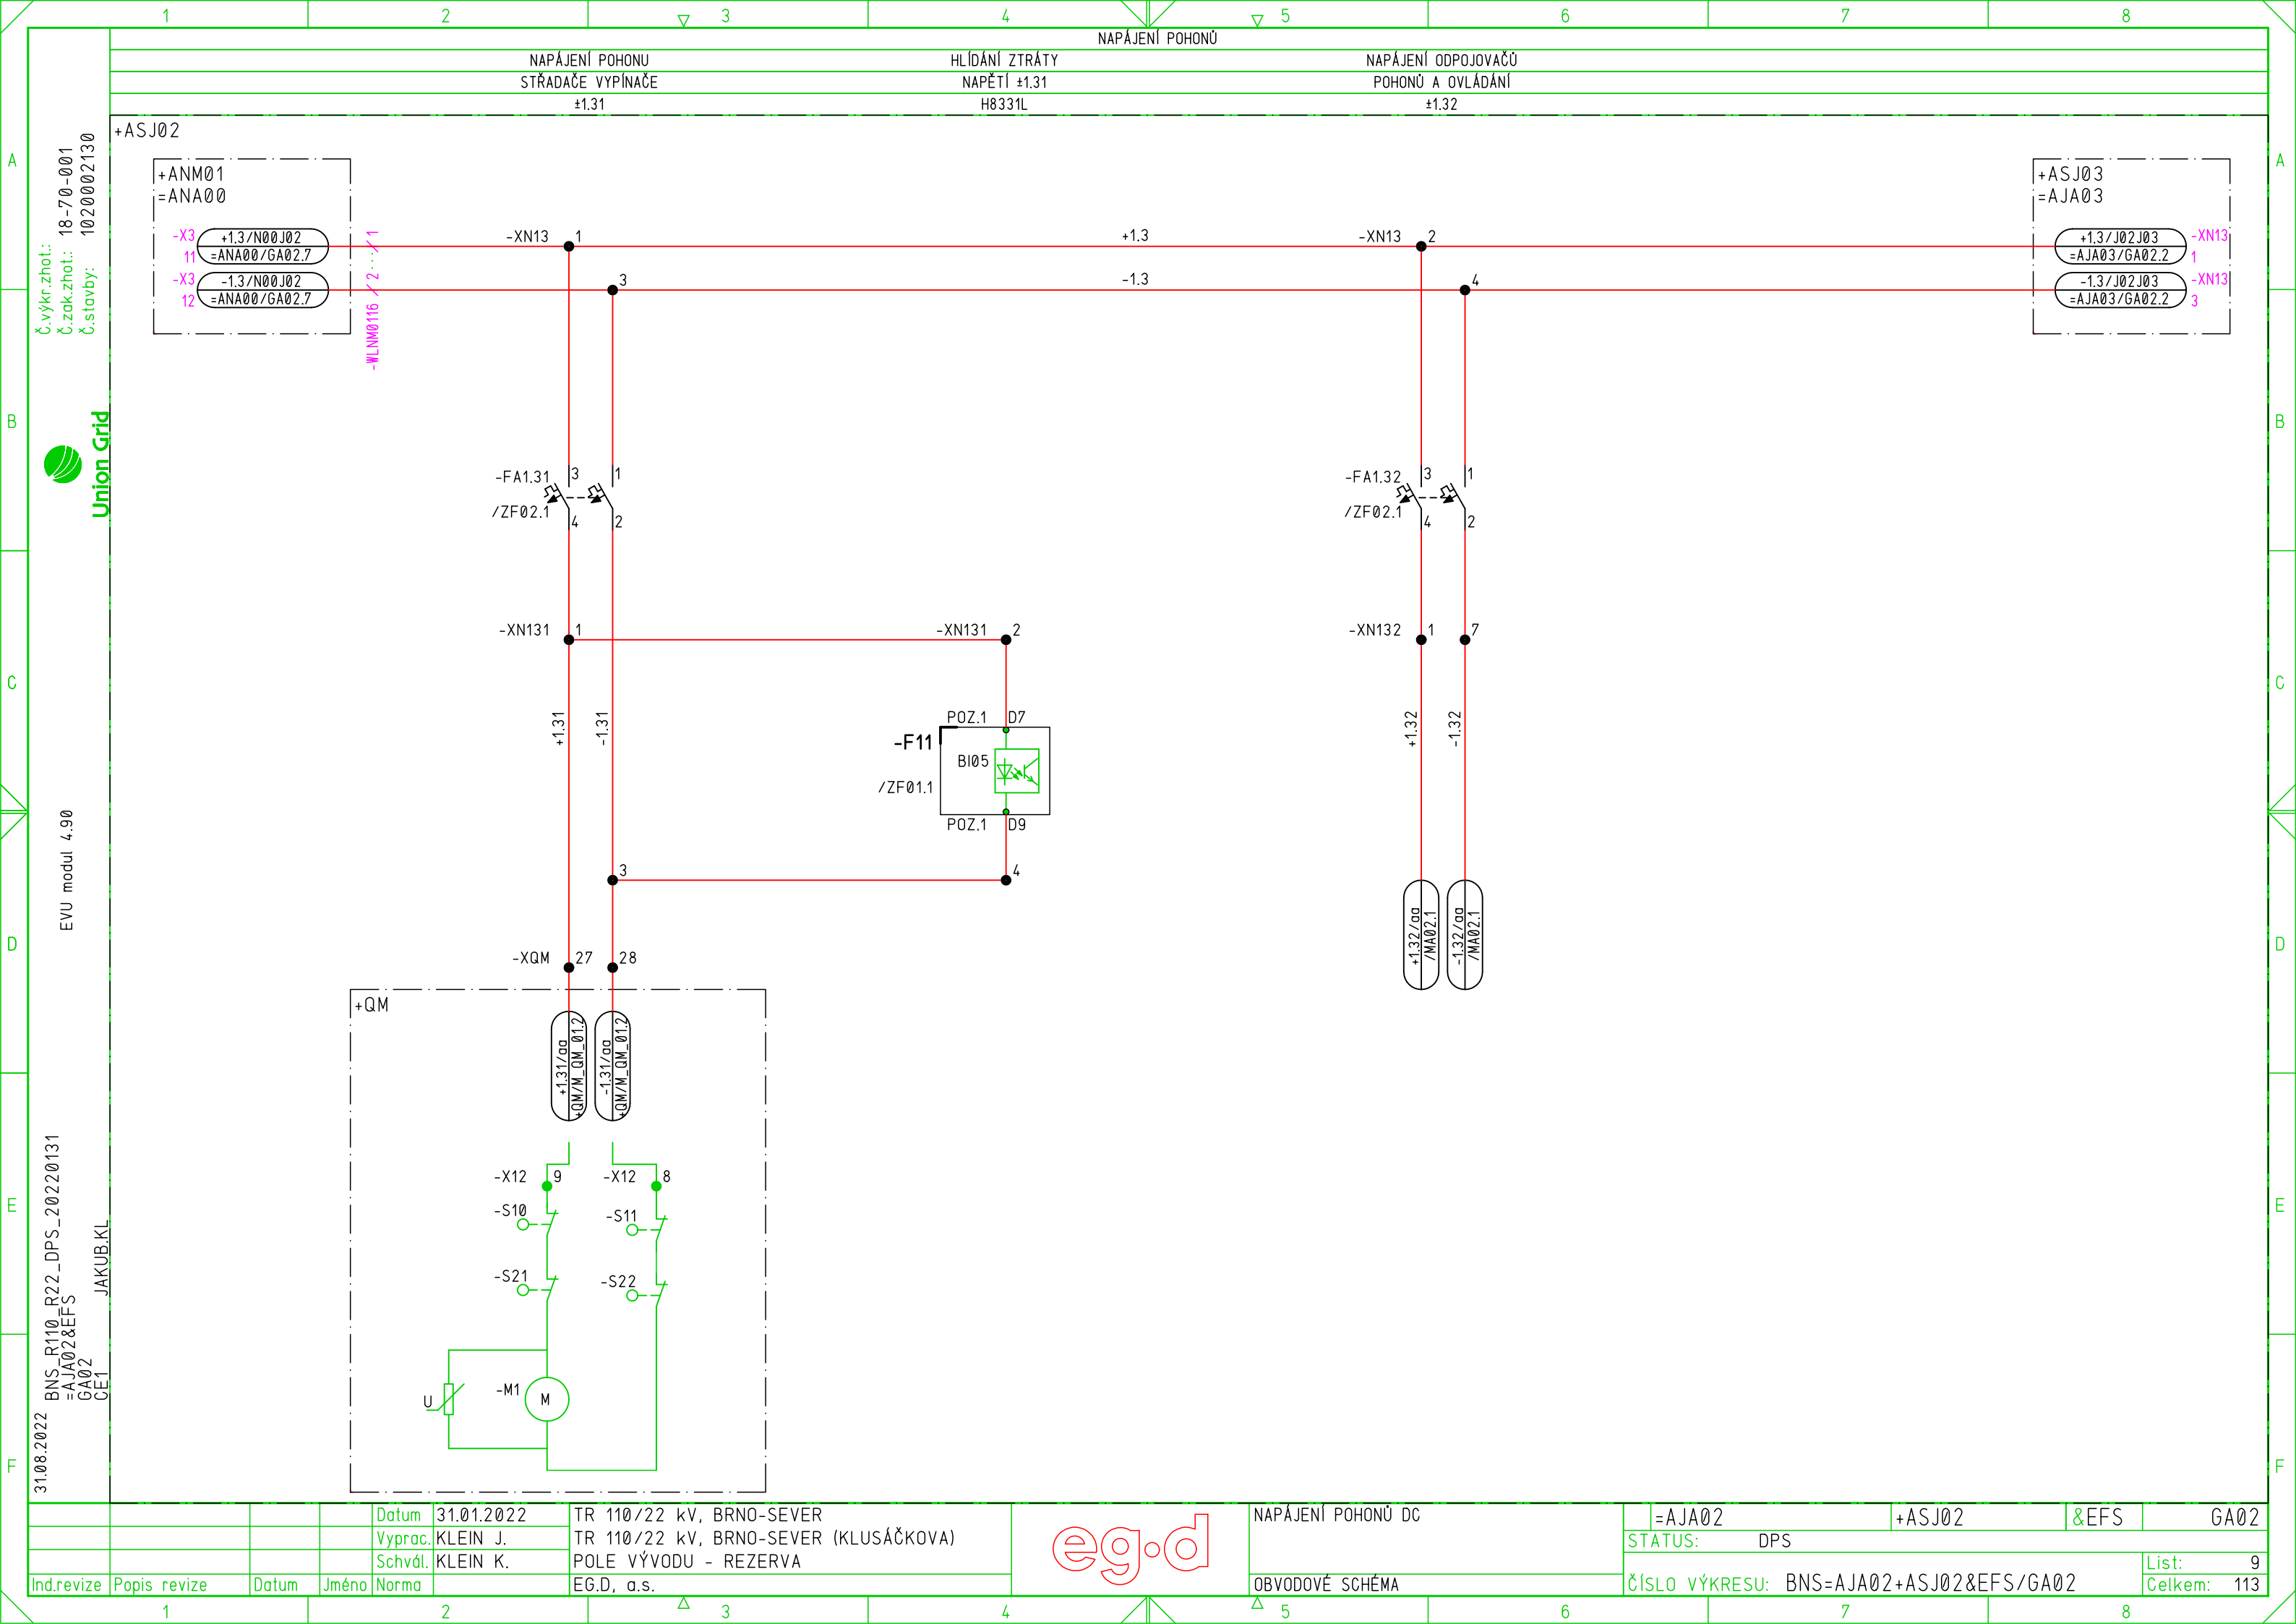 1 2 3 4 5 6 7 8
NAPÁJENÍ POHONŮ
NAPÁJENÍ POHONU HLÍDÁNÍ ZTRÁTY NAPÁJENÍ ODPOJOVAČŮ
STŘADAČE VYPÍNAČE NAPĚTÍ ±1.31 POHONŮ A OVLÁDÁNÍ
±1.31 H8331L ±1.32
+ASJ02
A A
+ANM01 +ASJ03
=ANA00 =AJA03
-X3 +1.3/N00J02 -XN13 1 +1.3 -XN13 2 +1.3/J02J03 -XN13
11 =ANA00/GA02.7 =AJA03/GA02.2 1
-X3 -1.3/N00J02 3 -1.3 4 -1.3/J02J03 -XN13
12 =ANA00/GA02.7 =AJA03/GA02.2 3
-WLNM0116 /2.../1
Č.výkr.zhot.:
Č.zak.zhot.: 18-70-001
Č.stavby: 1020002130
B B
Union Grid
-FA1.31 3 1 -FA1.32 3 1
/ZF02.1 4 2 /ZF02.1 4 2
-XN131 1 -XN131 2 -XN132 1 7
C C
+1.31 -1.31 +1.32 -1.32
POZ.1 D7
-F11
BI05
/ZF01.1
POZ.1 D9
EVU modul 4.90
3 4
D D
+1.32/aa
/MA02.1
-1.32/aa
/MA02.1
-XQM 27 28
+QM
+1.31/aa
+QM/M_QM_01.2
-1.31/aa
+QM/M_QM_01.2
-X12 9 -X12 8
E E
-S10 -S11
-S21 -S22
U -M1 M
F F
BNS_R110_R22_DPS_20220131
=AJA02&EFS
GA02
CE1 JAKUB.KL
31.08.2022
Datum 31.01.2022 TR 110/22 kV, BRNO-SEVER
Vyprac. KLEIN J. TR 110/22 kV, BRNO-SEVER (KLUSÁČKOVA)
Schvál. KLEIN K. POLE VÝVODU - REZERVA
Ind.revize Popis revize Datum Jméno Norma EG.D, a.s.
eg.d
NAPÁJENÍ POHONŮ DC
OBVODOVÉ SCHÉMA
=AJA02 +ASJ02 &EFS GA02
STATUS: DPS
List: 9
ČÍSLO VÝKRESU: BNS=AJA02+ASJ02&EFS/GA02 Celkem: 113
1 2 3 4 5 6 7 8